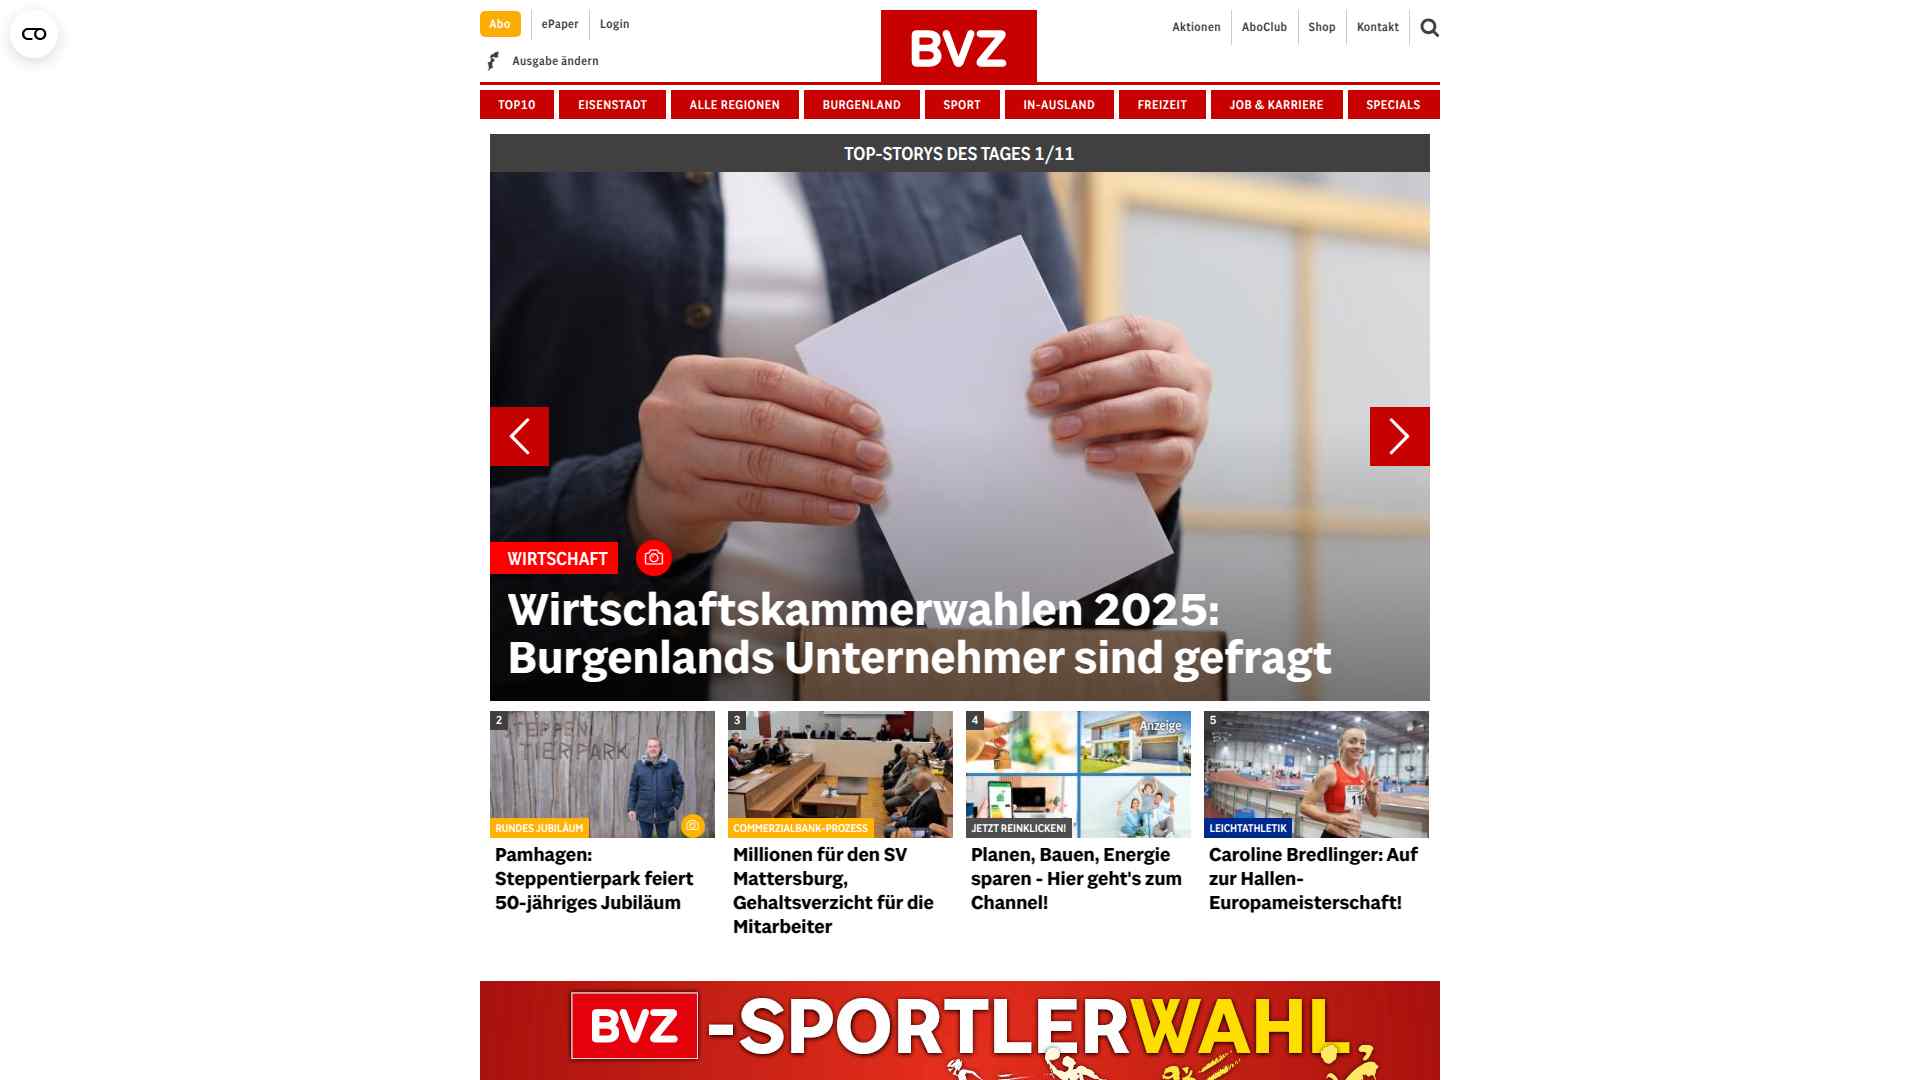 Abo
ePaper
Login
Aktionen
AboClub
Shop
Kontakt
Ausgabe ändern
BVZ
TOP10
EISENSTADT
ALLE REGIONEN
BURGENLAND
SPORT
IN-AUSLAND
FREIZEIT
JOB & KARRIERE
SPECIALS
TOP-STORYS DES TAGES 1/11
WIRTSCHAFT
Wirtschaftskammerwahlen 2025:
Burgenlands Unternehmer sind gefragt
2
STEPPEN
TIERPARK
RUNDES JUBILÄUM
Pamhagen:
Steppentierpark feiert
50-jähriges Jubiläum
3
COMMERZIALBANK-PROZESS
Millionen für den SV
Mattersburg,
Gehaltsverzicht für die
Mitarbeiter
4
Anzeige
JETZT REINKLICKEN!
Planen, Bauen, Energie
sparen - Hier geht's zum
Channel!
5
LEICHTATHLETIK
Caroline Bredlinger: Auf
zur Hallen-
Europameisterschaft!
BVZ-SPORTLERWAHL